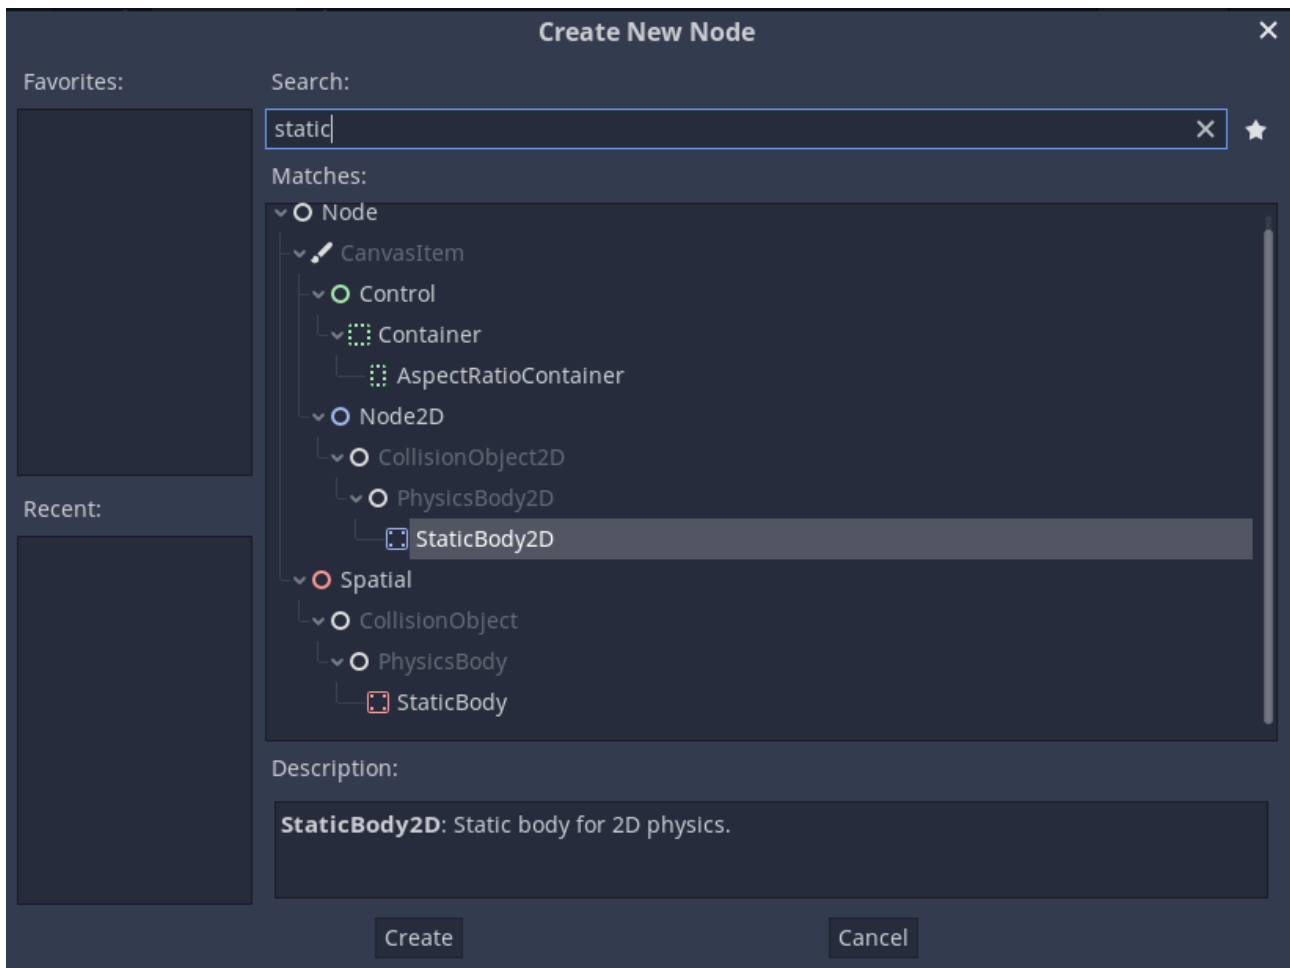 Create New Node
Favorites:
Search:
static
Matches:
Node
CanvasItem
Control
Container
AspectRatioContainer
Node2D
CollisionObject2D
PhysicsBody2D
StaticBody2D
Spatial
CollisionObject
PhysicsBody
StaticBody
Recent:
Description:
StaticBody2D: Static body for 2D physics.
Create
Cancel